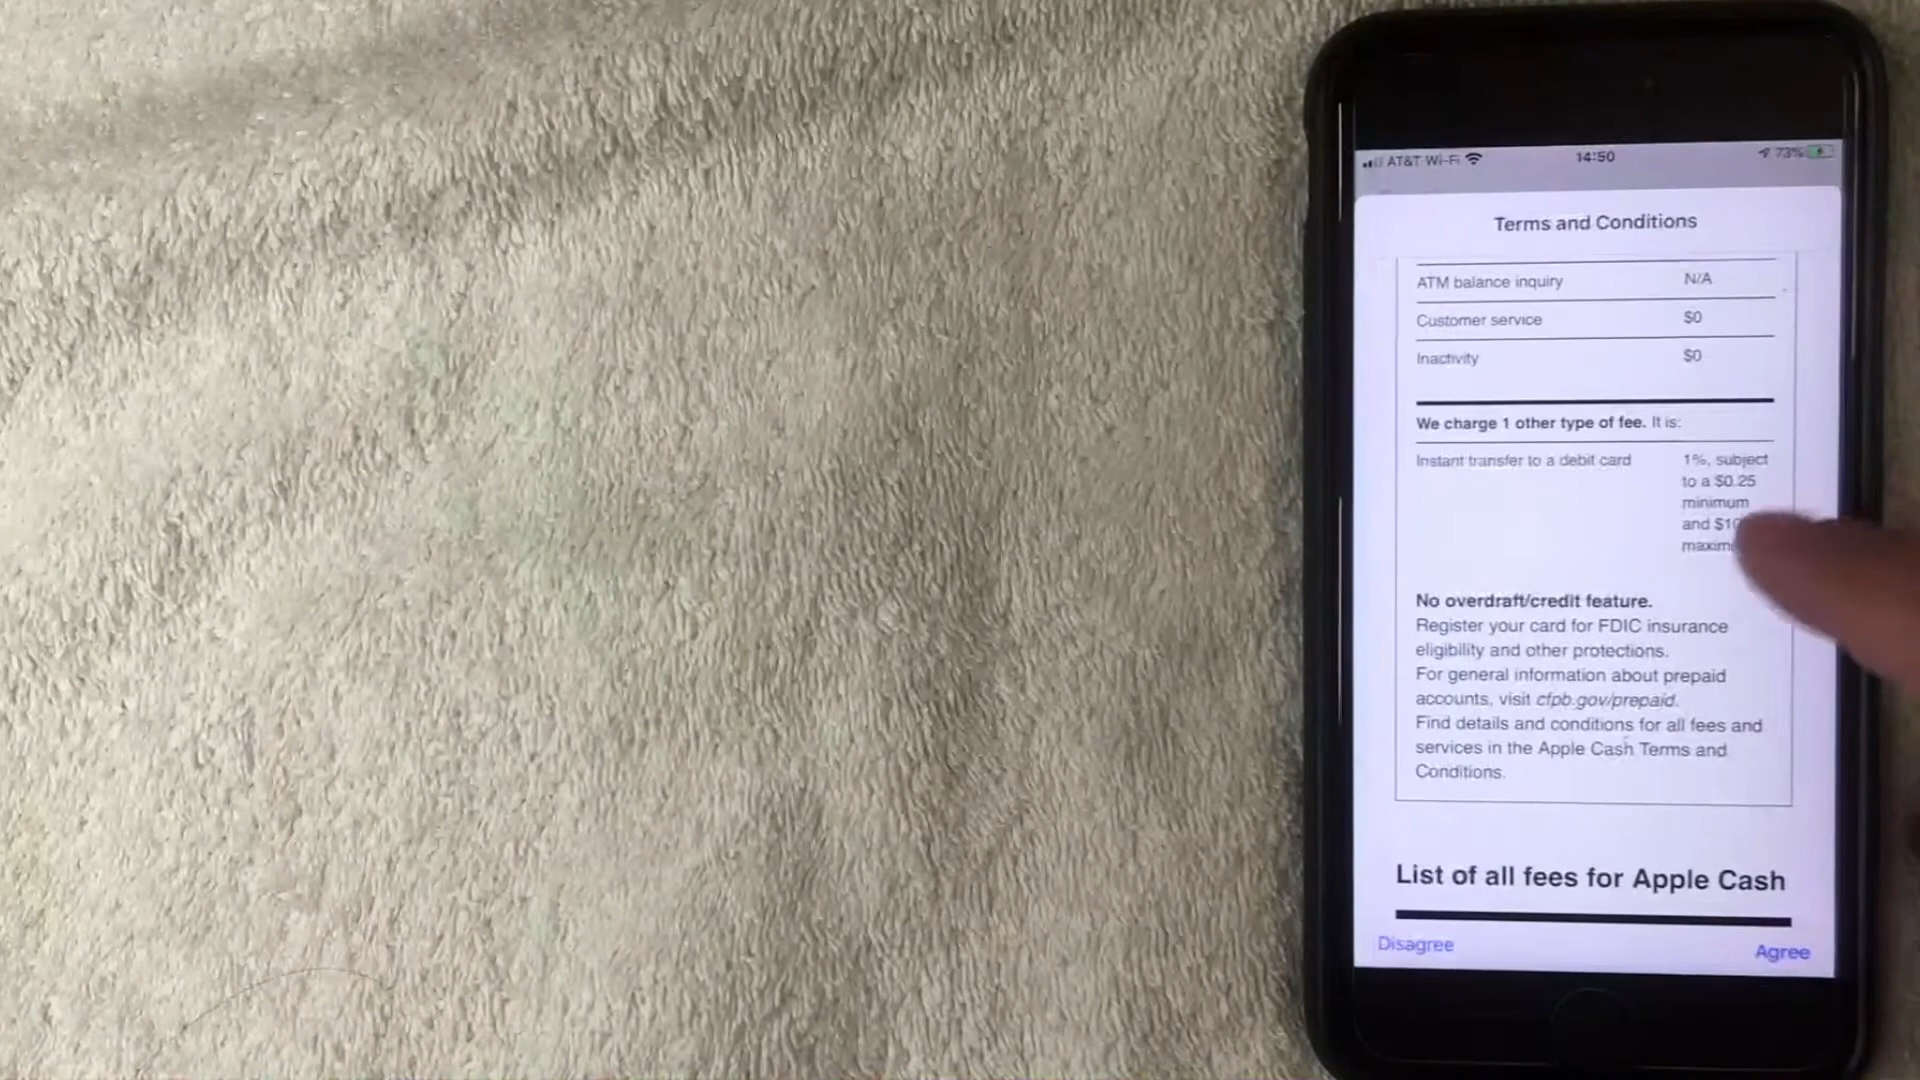 AT&T Wi-Fi 14:50 73%
Terms and Conditions
ATM balance inquiry N/A
Customer service $0
Inactivity $0
We charge 1 other type of fee. It is:
Instant transfer to a debit card 1%, subject
to a $0.25
minimum
and
No overdraft/credit feature.
Register your card for FDIC insurance
eligibility and other protections.
For general information about prepaid
accounts, visit cfpb.gov/prepaid.
Find details and conditions for all fees and
services in the Apple Cash Terms and
Conditions.
List of all fees for Apple Cash
Disagree Agree